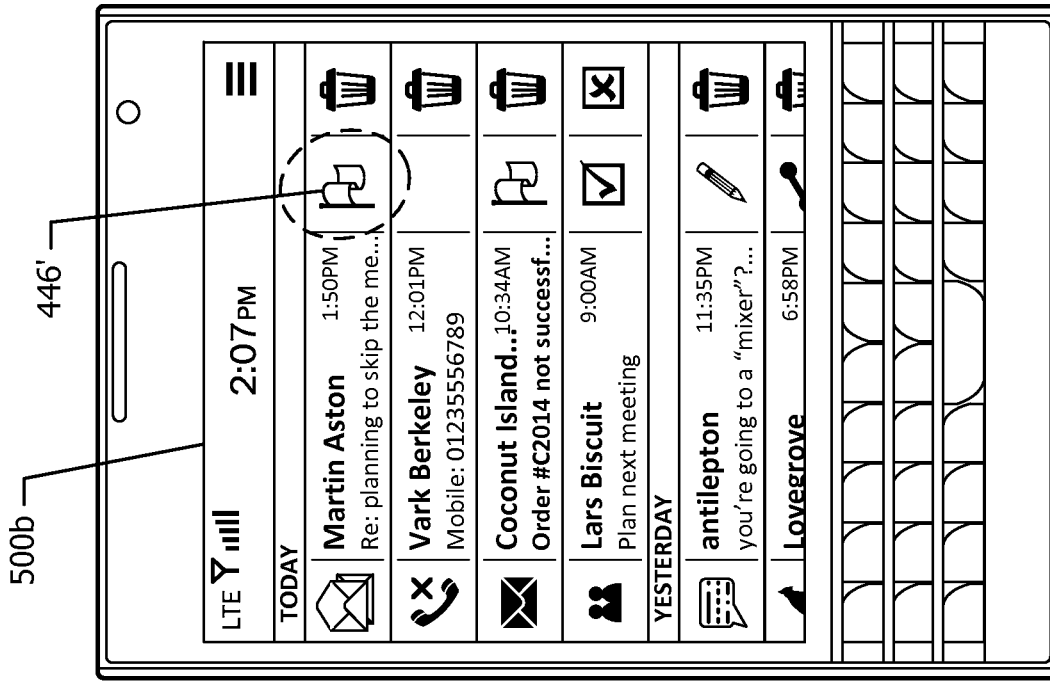 500b
446'
LTE 2:07PM
TODAY
Martin Aston 1:50PM
Re: planning to skip the me...
Vark Berkeley 12:01PM
Mobile: 01235556789
Coconut Island... 10:34AM
Order #C2014 not successf...
Lars Biscuit 9:00AM
Plan next meeting
YESTERDAY
antilepton 11:35PM
you're going to a "mixer"?...
Lovegrove 6:58PM